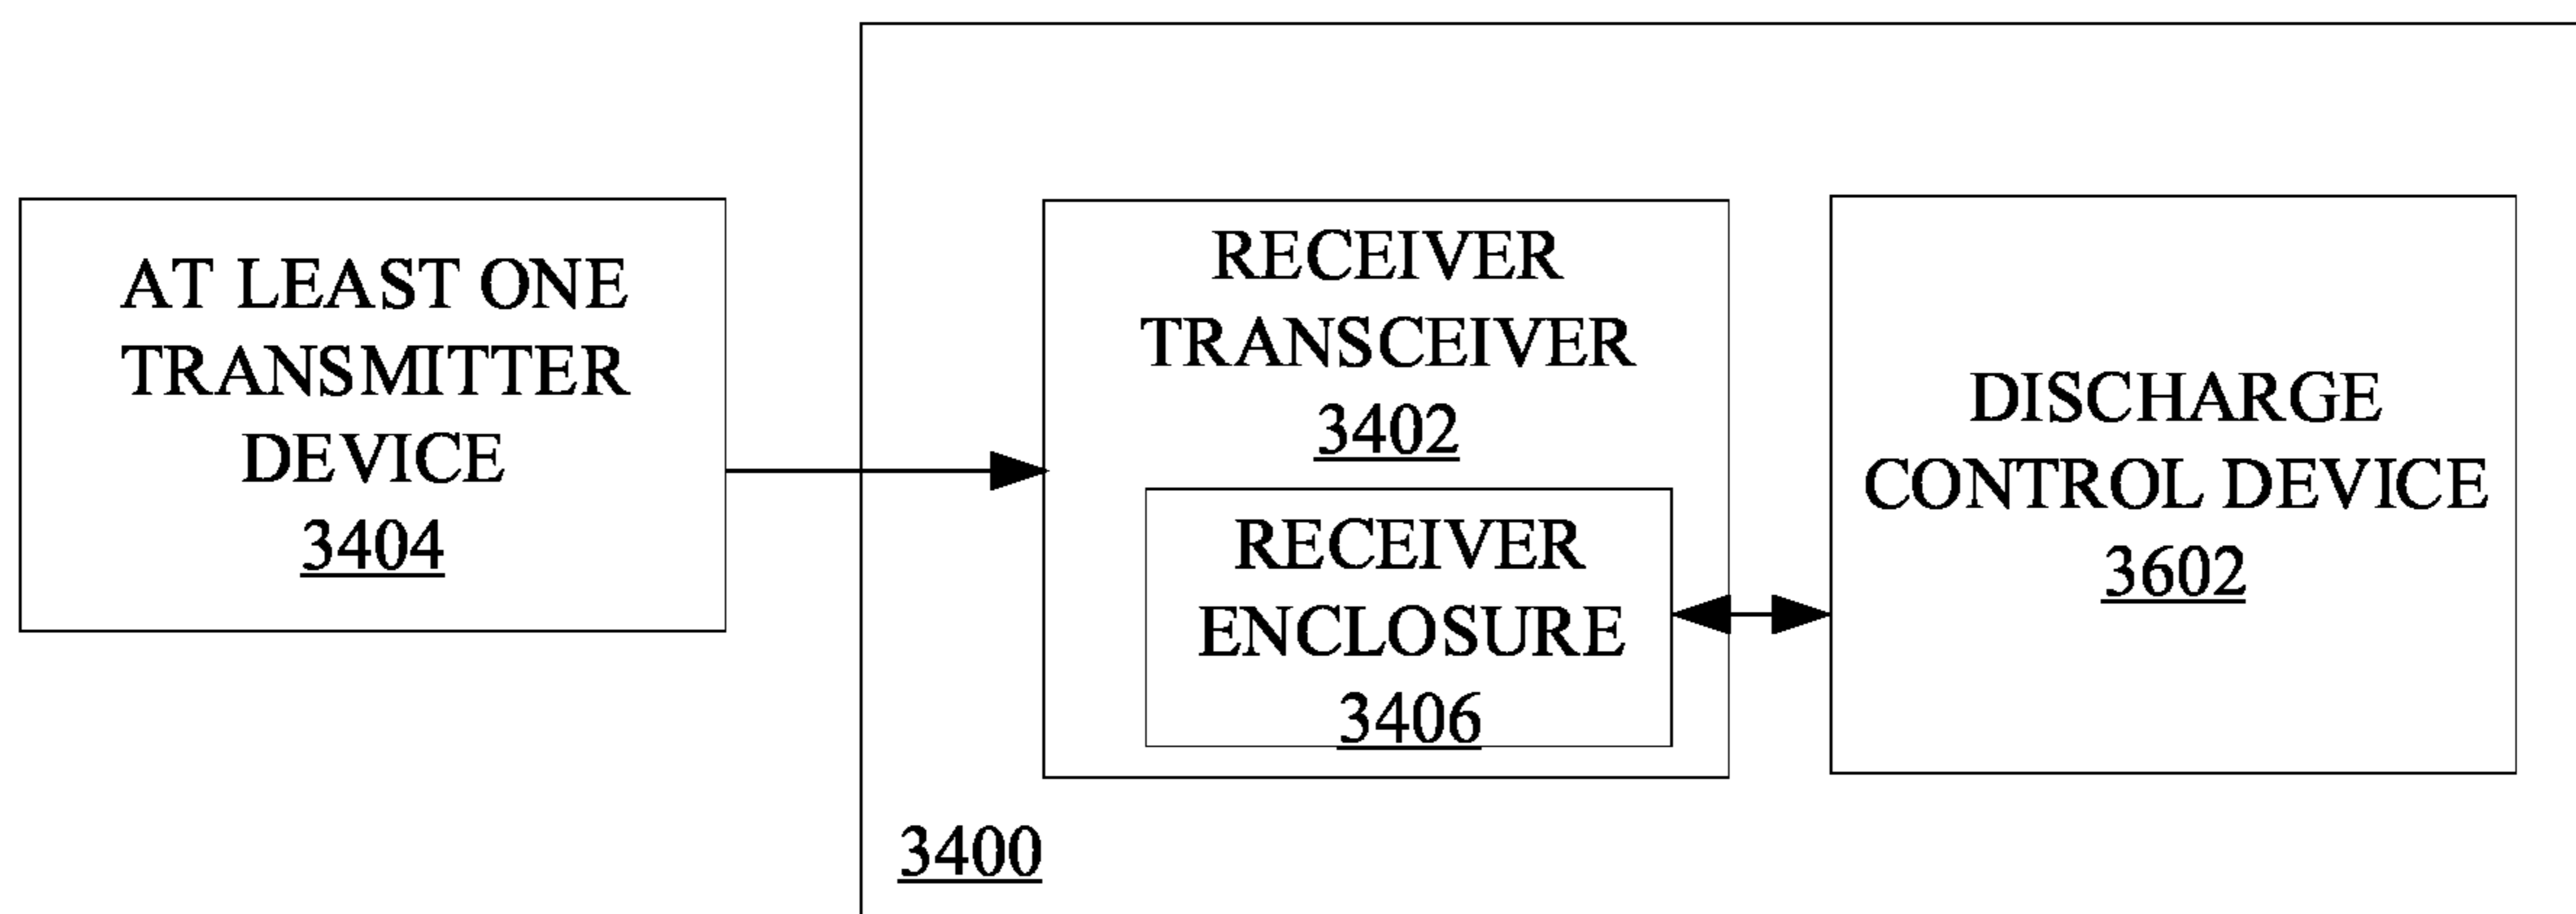 AT LEAST ONE
TRANSMITTER
DEVICE
3404
RECEIVER
TRANSCEIVER
3402
RECEIVER
ENCLOSURE
3406
DISCHARGE
CONTROL DEVICE
3602
3400